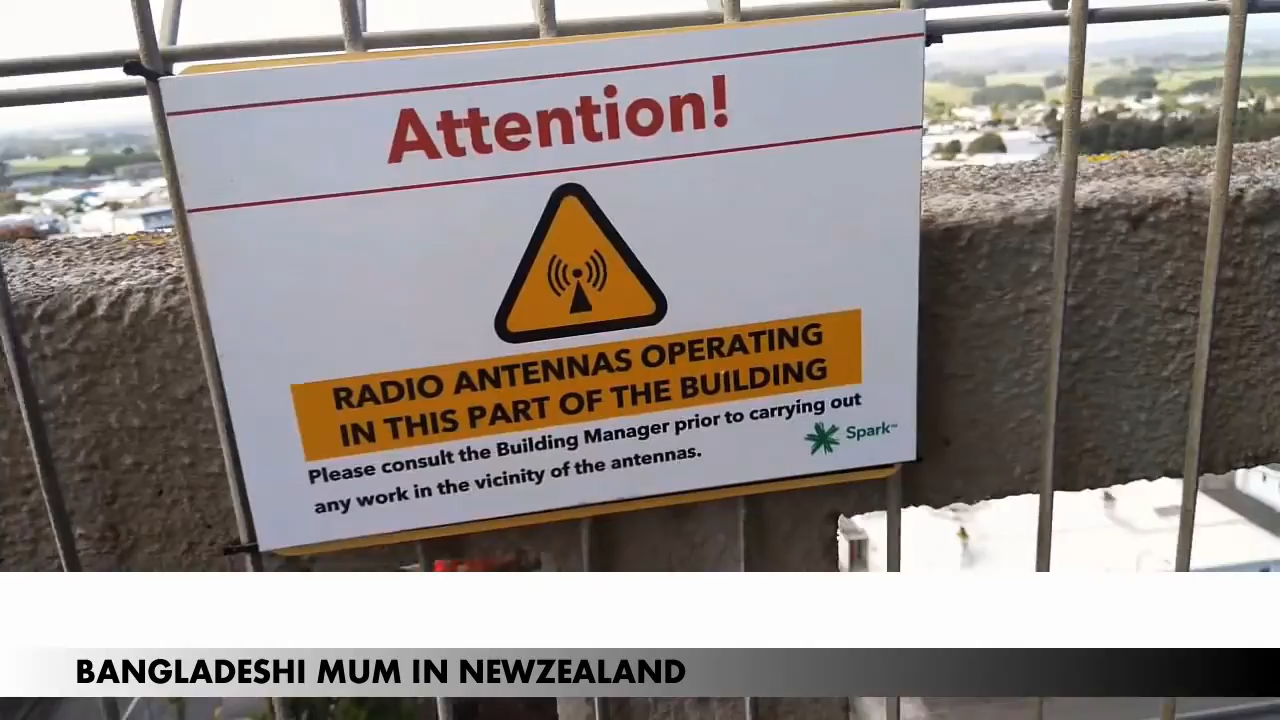 Attention!
RADIO ANTENNAS OPERATING
IN THIS PART OF THE BUILDING
Please consult the Building Manager prior to carrying out
any work in the vicinity of the antennas.
Spark™
BANGLADESHI MUM IN NEWZEALAND